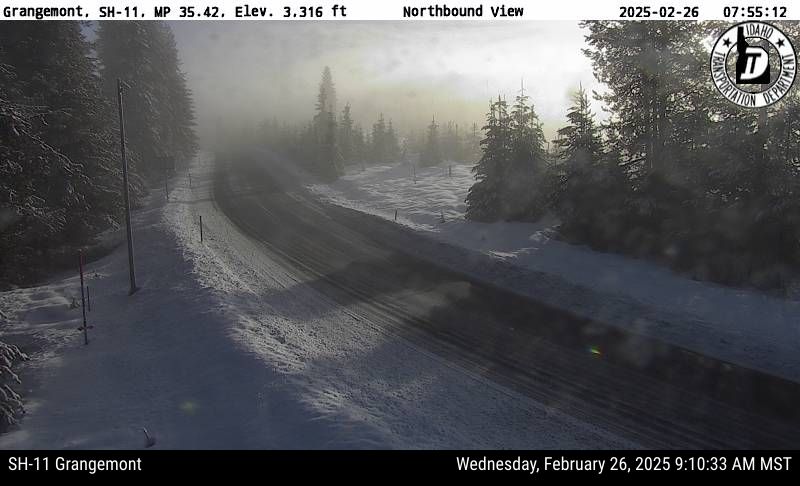 Grangemont, SH-11, MP 35.42, Elev. 3,316 ft Northbound View 2025-02-26 07:55:12
IDAHO
TRANSPORTATION DEPARTMENT
SH-11 Grangemont Wednesday, February 26, 2025 9:10:33 AM MST